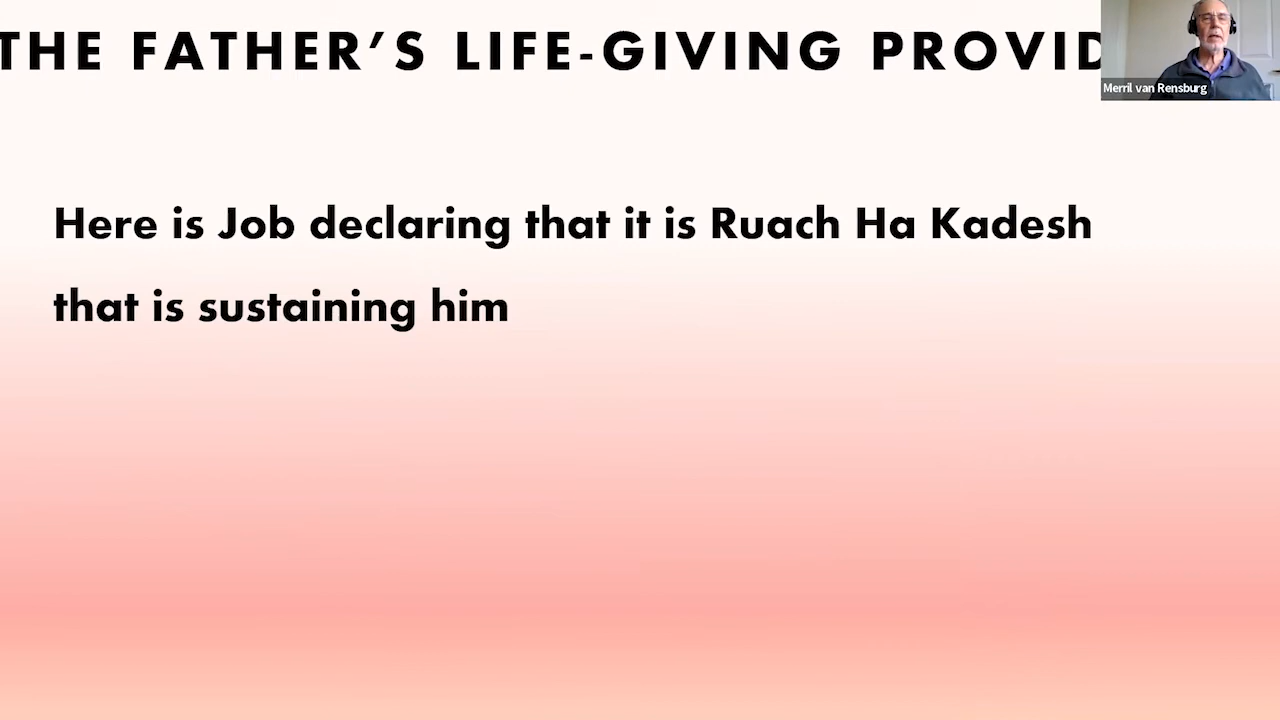 THE FATHER’S LIFE-GIVING
Merril van Rensburg
Here is Job declaring that it is Ruach Ha Kadesh
that is sustaining him